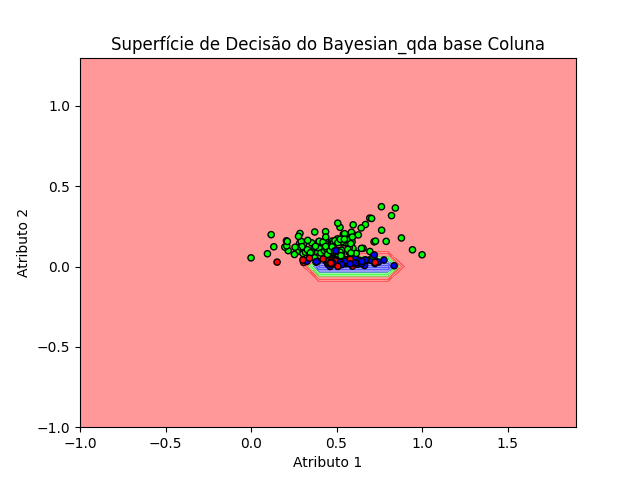 Superfície de Decisão do Bayesian_qda base Coluna
1.0
0.5
0.0
−0.5
−1.0
−1.0 −0.5 0.0 0.5 1.0 1.5
Atributo 2
Atributo 1